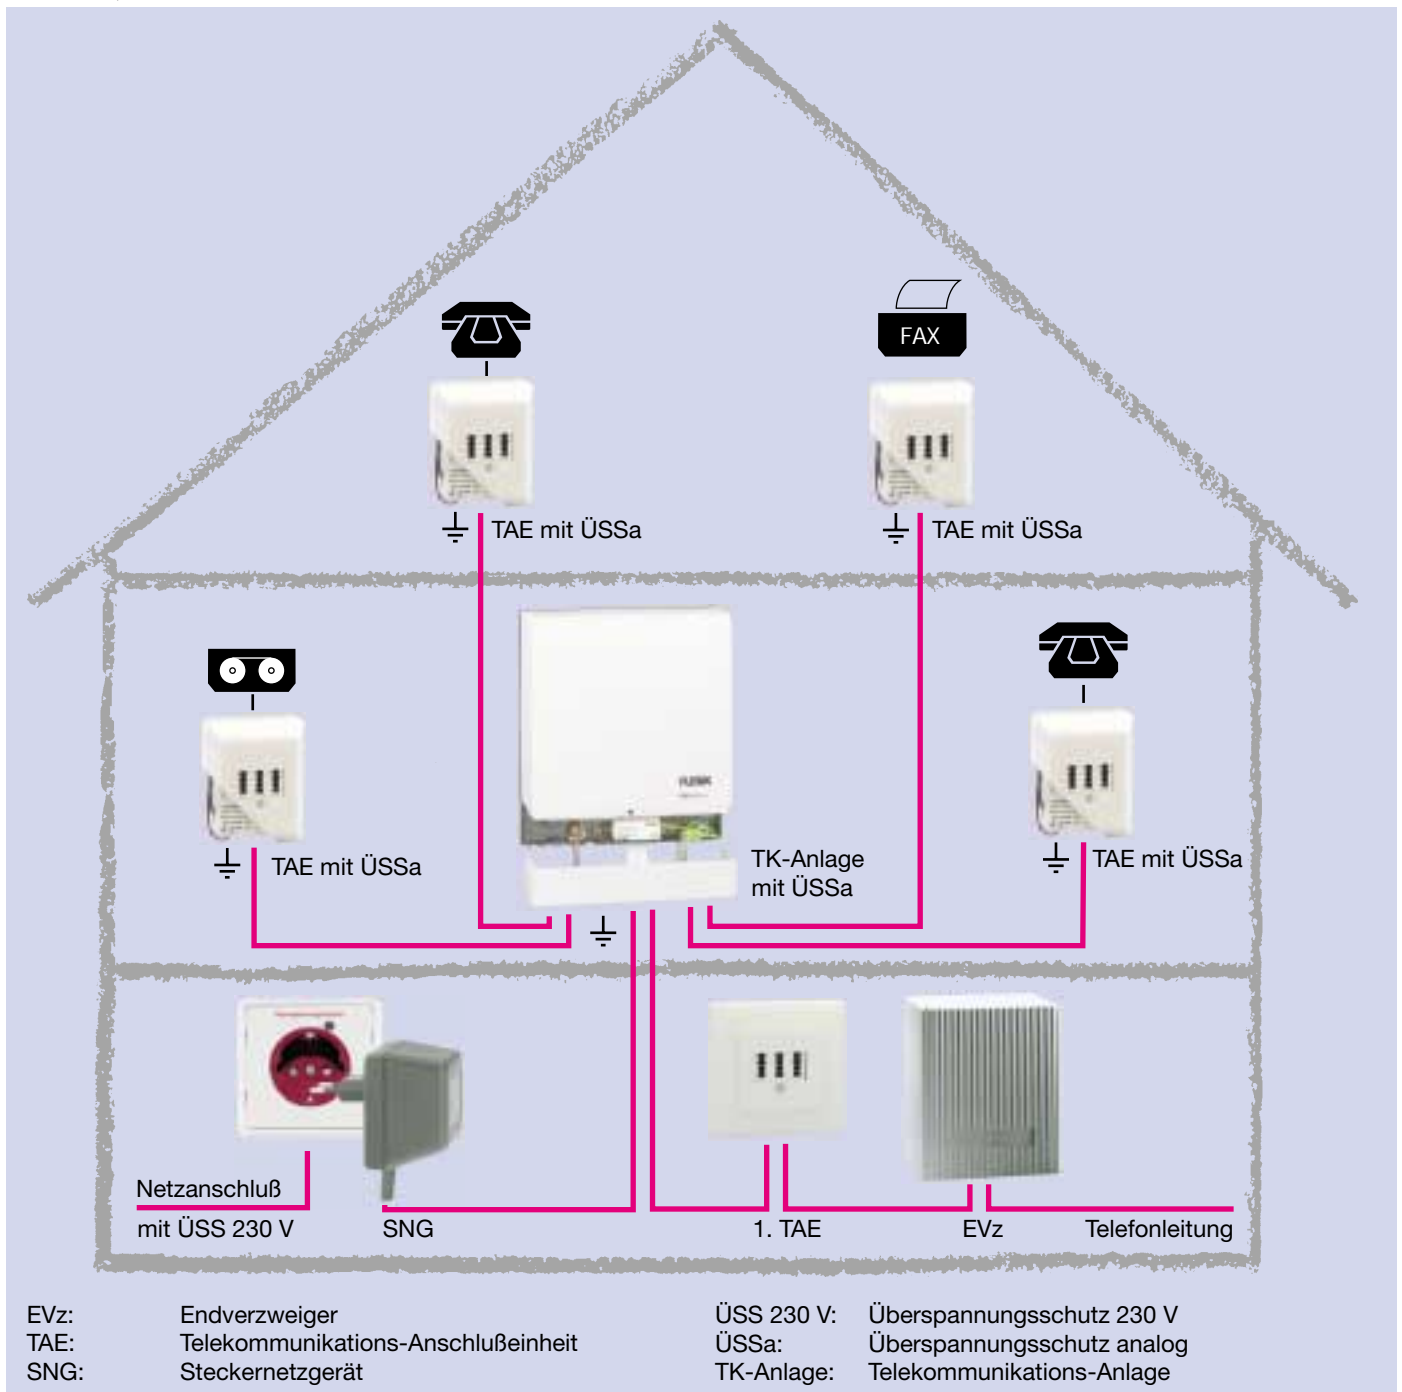 FAX
TAE mit ÜSSa
TAE mit ÜSSa
TAE mit ÜSSa
TK-Anlage
mit ÜSSa
TAE mit ÜSSa
Netzanschluß
mit ÜSS 230 V
SNG
1. TAE
EVz
Telefonleitung
EVz: Endverzweiger
TAE: Telekommunikations-Anschlußeinheit
SNG: Steckernetzgerät
ÜSS 230 V: Überspannungsschutz 230 V
ÜSSa: Überspannungsschutz analog
TK-Anlage: Telekommunikations-Anlage